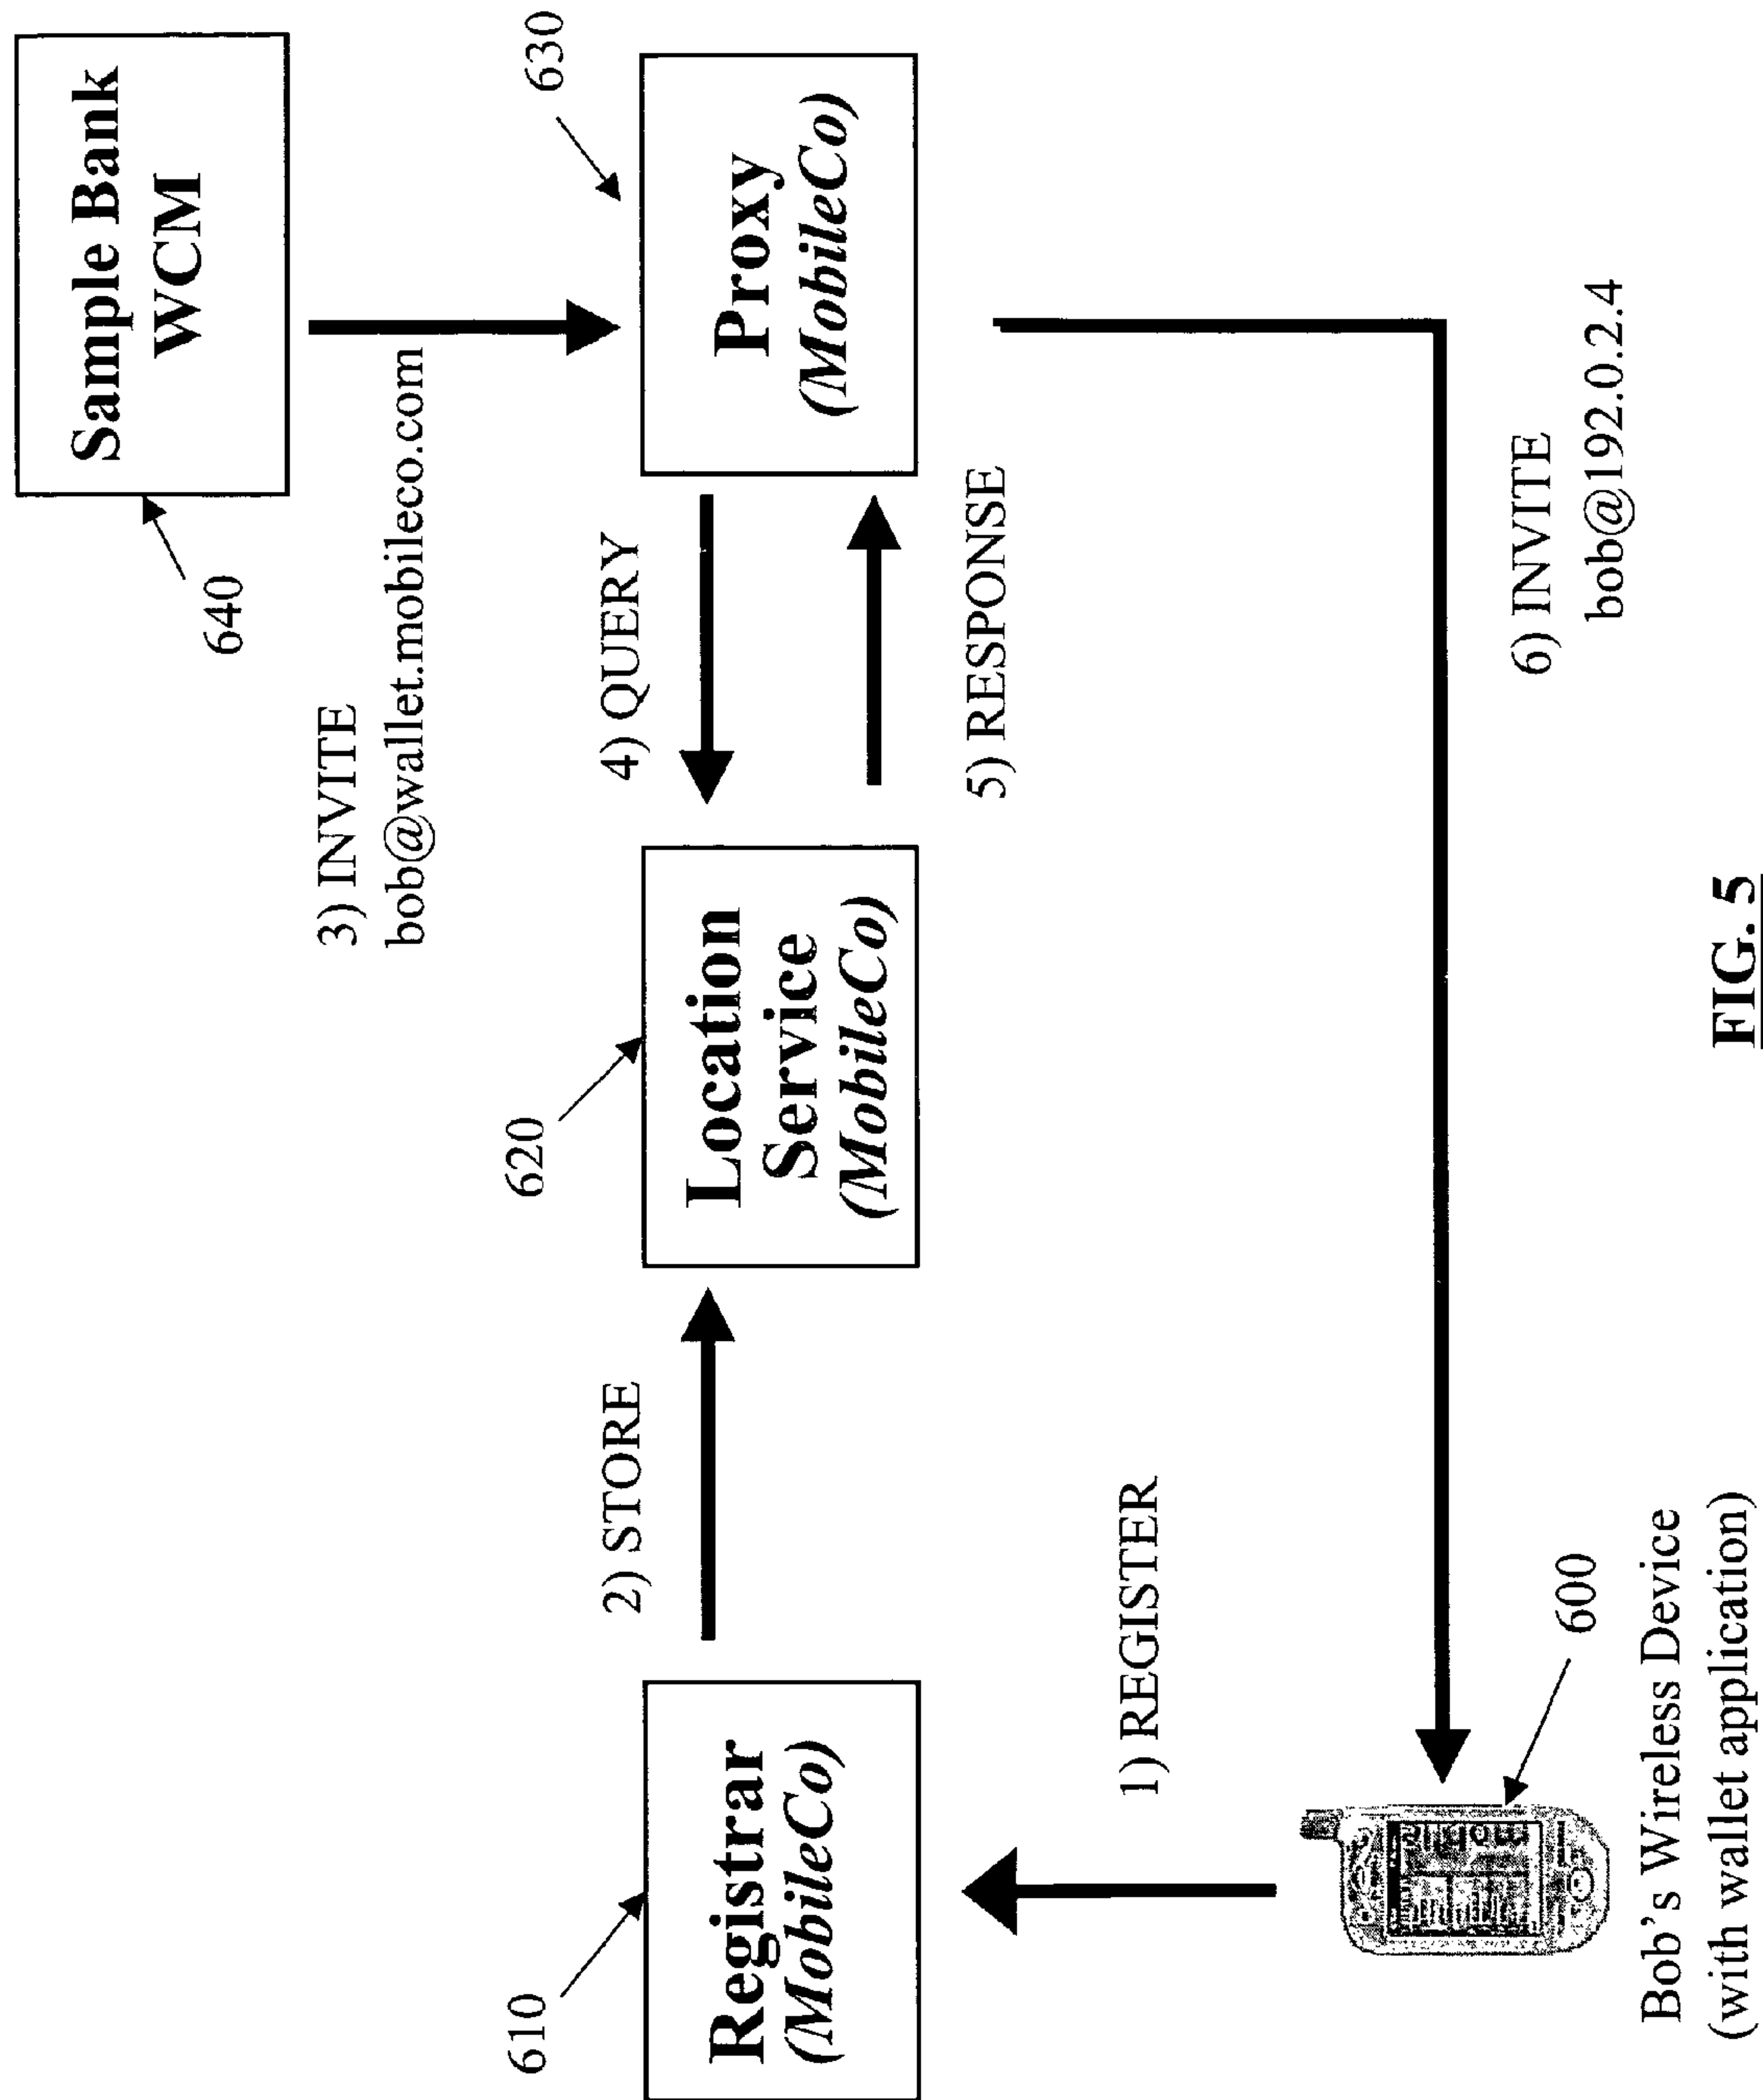 Sample Bank
WCM
640
3) INVITE
bob@wallet.mobileco.com
630
Proxy
(MobileCo)
4) QUERY
5) RESPONSE
620
Location
Service
(MobileCo)
2) STORE
610
Registrar
(MobileCo)
1) REGISTER
6) INVITE
bob@192.0.2.4
600
Bob's Wireless Device
(with wallet application)
FIG. 5